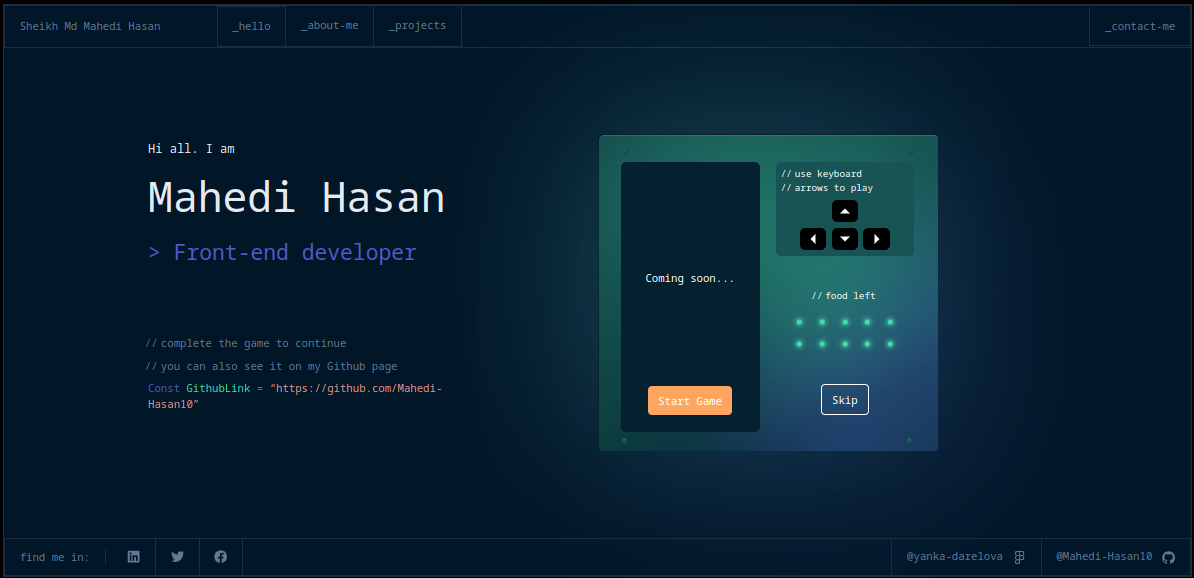 Sheikh Md Mahedi Hasan
_hello
_about-me
_projects
_contact-me
Hi all. I am
Mahedi Hasan
> Front-end developer
// complete the game to continue
// you can also see it on my Github page
Const GithubLink = “https://github.com/Mahedi-
Hasan10”
Coming soon...
Start Game
// use keyboard
// arrows to play
// food left
Skip
find me in:
@yanka-darelova
@Mahedi-Hasan10